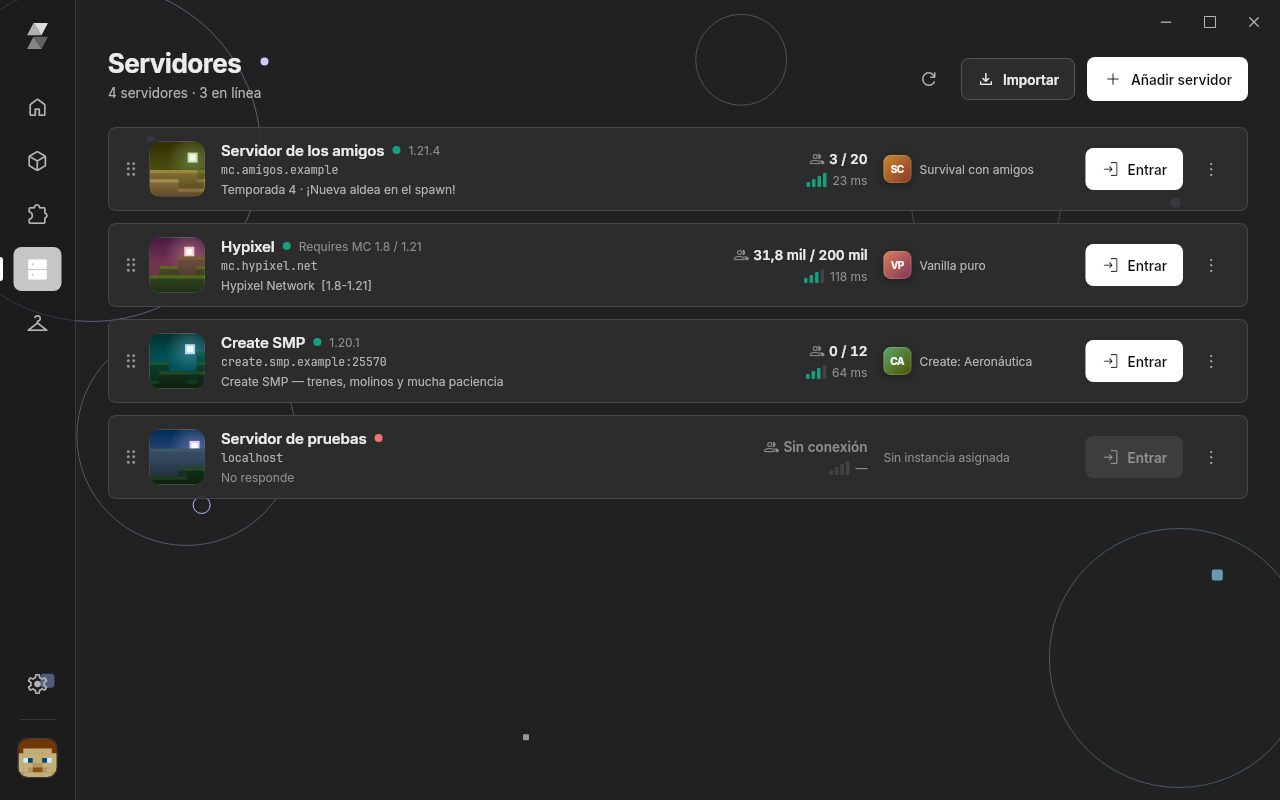 Servidores
4 servidores · 3 en línea
Importar
Añadir servidor
Servidor de los amigos 1.21.4
mc.amigos.example
Temporada 4 · ¡Nueva aldea en el spawn!
3 / 20
23 ms
SC Survival con amigos
Entrar
Hypixel Requires MC 1.8 / 1.21
mc.hypixel.net
Hypixel Network [1.8-1.21]
31,8 mil / 200 mil
118 ms
VP Vanilla puro
Entrar
Create SMP 1.20.1
create.smp.example:25570
Create SMP — trenes, molinos y mucha paciencia
0 / 12
64 ms
CA Create: Aeronáutica
Entrar
Servidor de pruebas
localhost
No responde
Sin conexión
—
Sin instancia asignada
Entrar